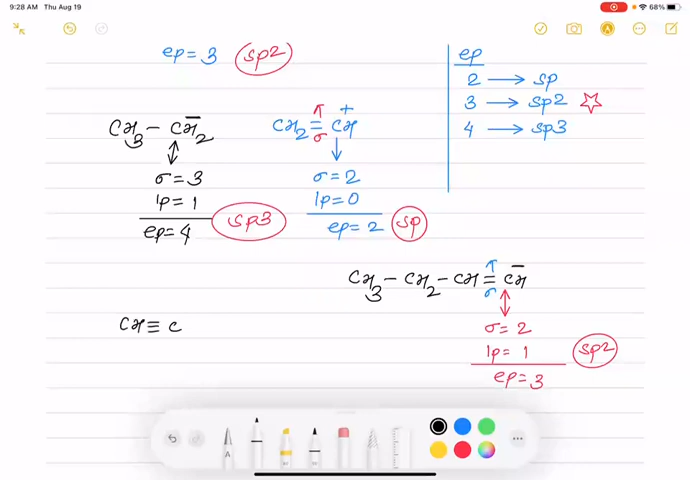 9:28 AM Thu Aug 19
68%
ep = 3 sp2
ep
2 → sp
3 → sp2 ☆
4 → sp3
CH3 – C̄H2
σ = 3
lp = 1
ep = 4 sp3
CH2 = CH+
π
σ
σ = 2
lp = 0
ep = 2 sp
CH3 – CH2 – CH = C̄H
π
σ
σ = 2
lp = 1
ep = 3 sp2
CH ≡ C
A